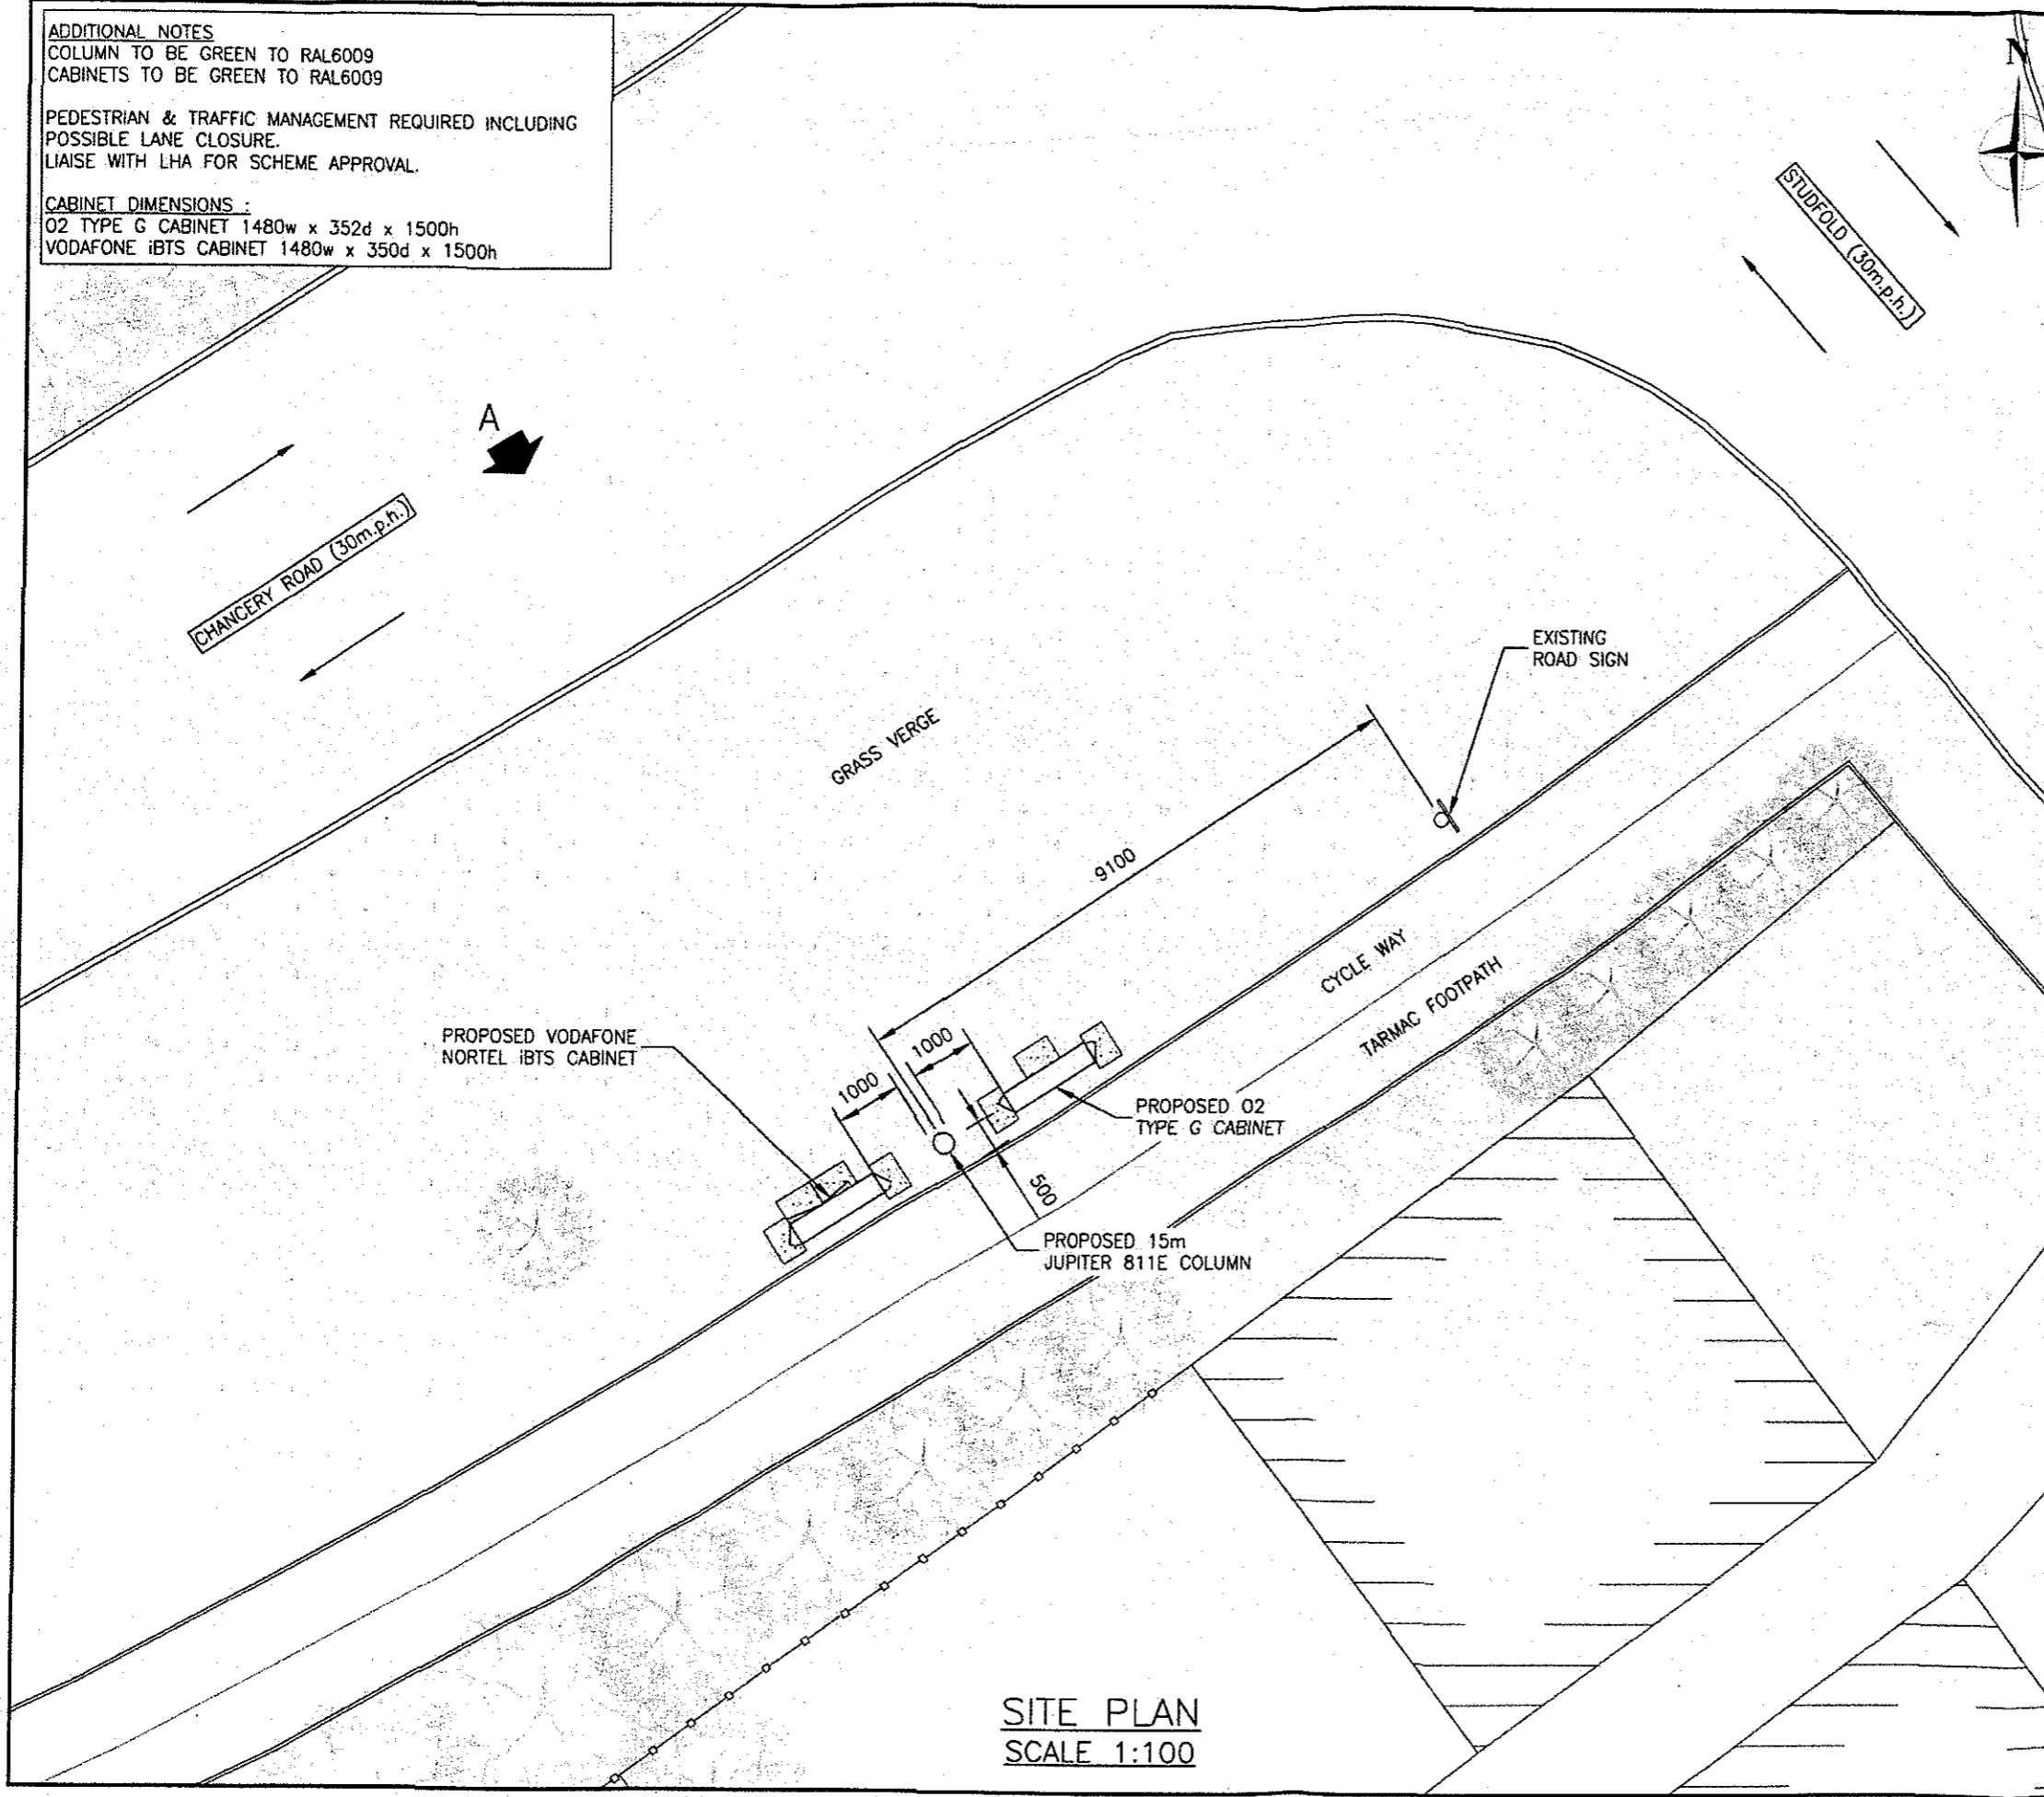 ADDITIONAL NOTES
COLUMN TO BE GREEN TO RAL6009
CABINETS TO BE GREEN TO RAL6009
PEDESTRIAN & TRAFFIC MANAGEMENT REQUIRED INCLUDING
POSSIBLE LANE CLOSURE.
LIAISE WITH LHA FOR SCHEME APPROVAL.
CABINET DIMENSIONS :
O2 TYPE G CABINET 1480w x 352d x 1500h
VODAFONE iBTS CABINET 1480w x 350d x 1500h
N
STUDFOLD (30m.p.h.)
A
CHANCERY ROAD (30m.p.h.)
EXISTING
ROAD SIGN
GRASS VERGE
9100
CYCLE WAY
TARMAC FOOTPATH
PROPOSED VODAFONE
NORTEL iBTS CABINET
1000
1000
PROPOSED O2
TYPE G CABINET
500
PROPOSED 15m
JUPITER 811E COLUMN
SITE PLAN
SCALE 1:100